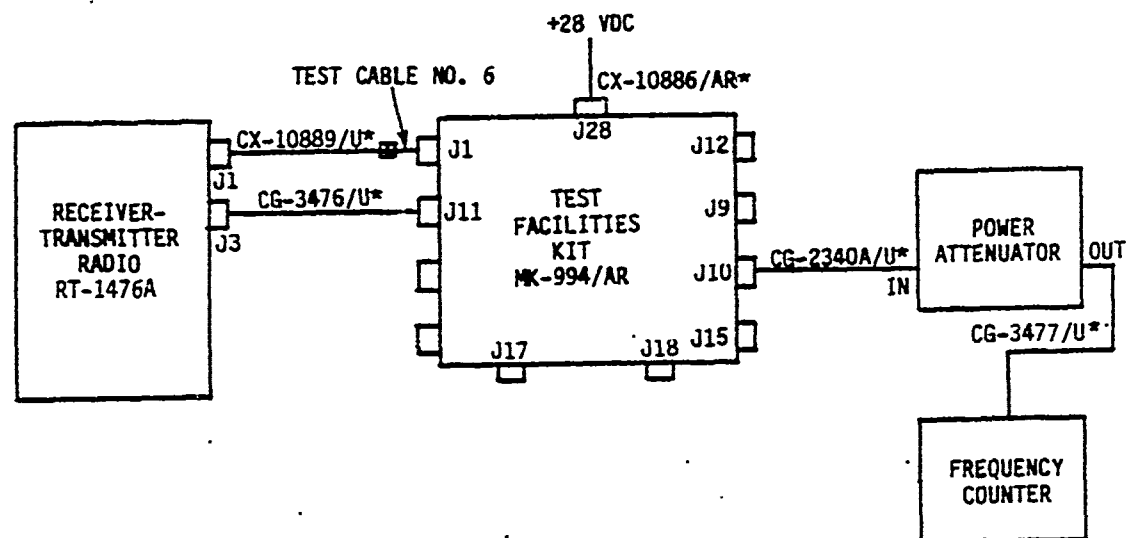 +28 VDC
TEST CABLE NO. 6
CX-10886/AR*
CX-10889/U*
J1
J1
J28
J12
CG-3476/U*
J3
J11
J9
RECEIVER-
TRANSMITTER
RADIO
RT-1476A
TEST
FACILITIES
KIT
MK-994/AR
J10
CG-2340A/U*
IN
POWER
ATTENUATOR
OUT
J17
J18
J15
CG-3477/U*
FREQUENCY
COUNTER